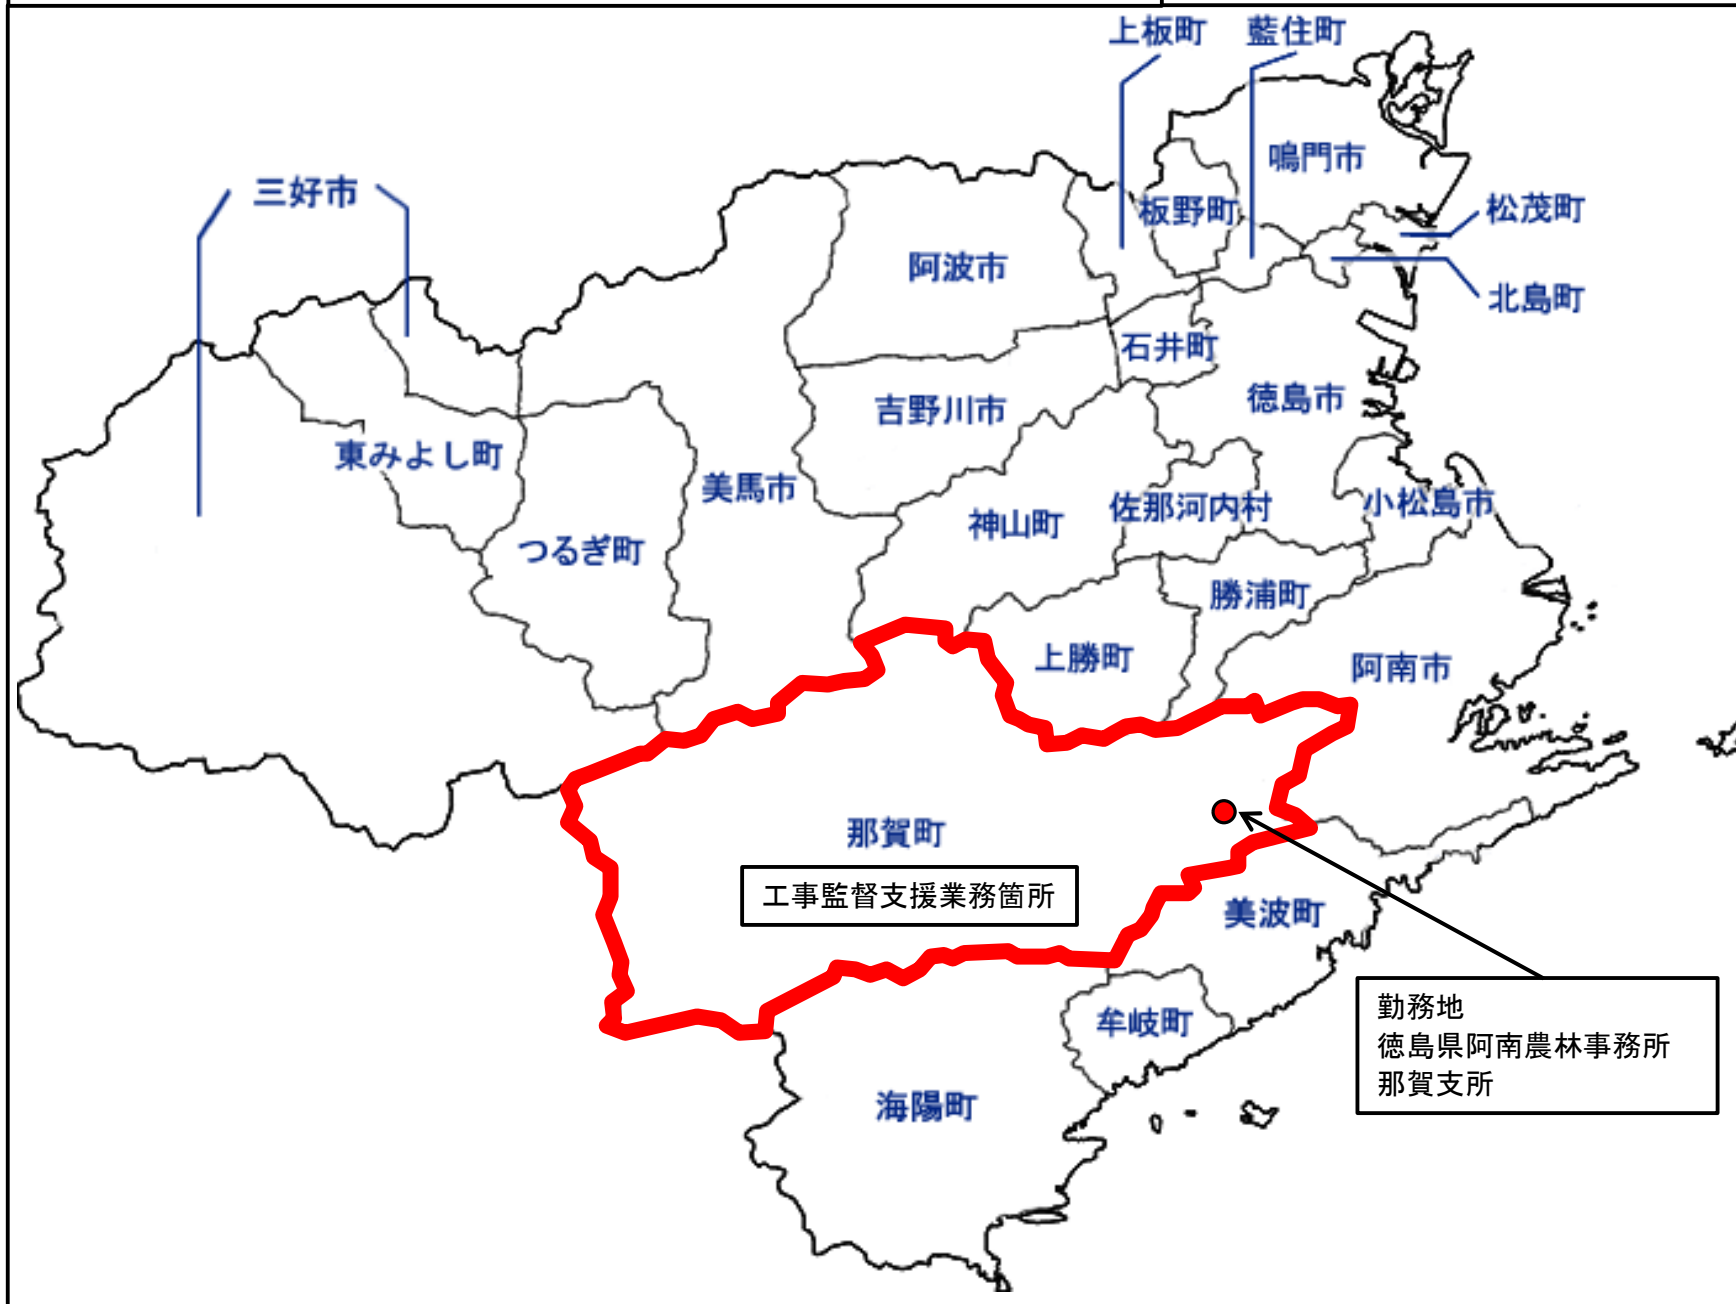 上板町
藍住町
鳴門市
三好市
板野町
松茂町
阿波市
北島町
石井町
徳島市
吉野川市
東みよし町
美馬市
佐那河内村
小松島市
神山町
つるぎ町
勝浦町
上勝町
阿南市
那賀町
工事監督支援業務箇所
美波町
牟岐町
海陽町
勤務地
徳島県阿南農林事務所
那賀支所